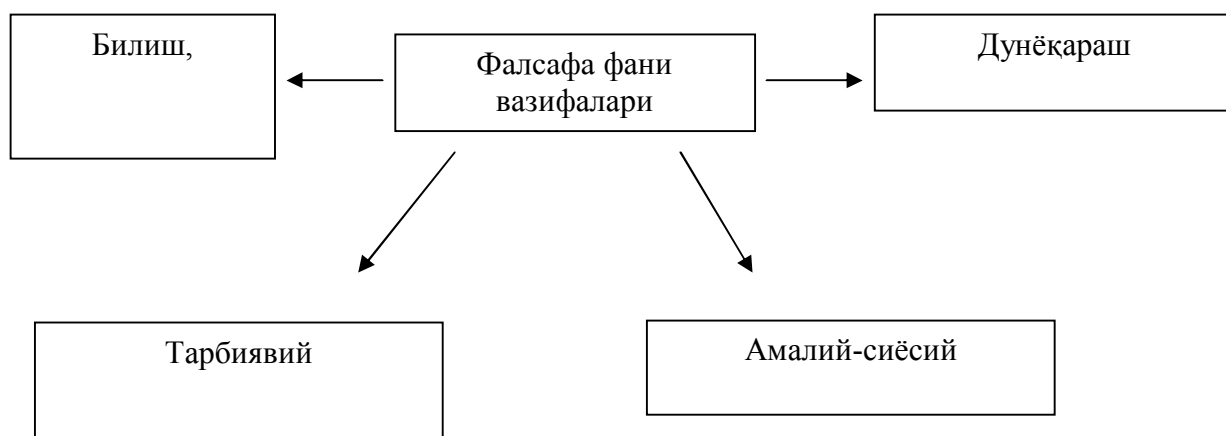 Билиш,
Фалсафа фани
вазифалари
Дунёқараш
Тарбиявий
Амалий-сиёсий